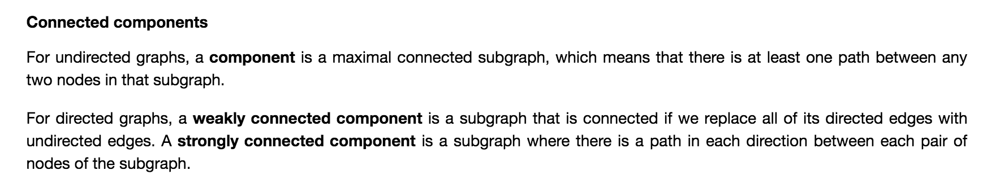 Connected components
For undirected graphs, a component is a maximal connected subgraph, which means that there is at least one path between any
two nodes in that subgraph.
For directed graphs, a weakly connected component is a subgraph that is connected if we replace all of its directed edges with
undirected edges. A strongly connected component is a subgraph where there is a path in each direction between each pair of
nodes of the subgraph.